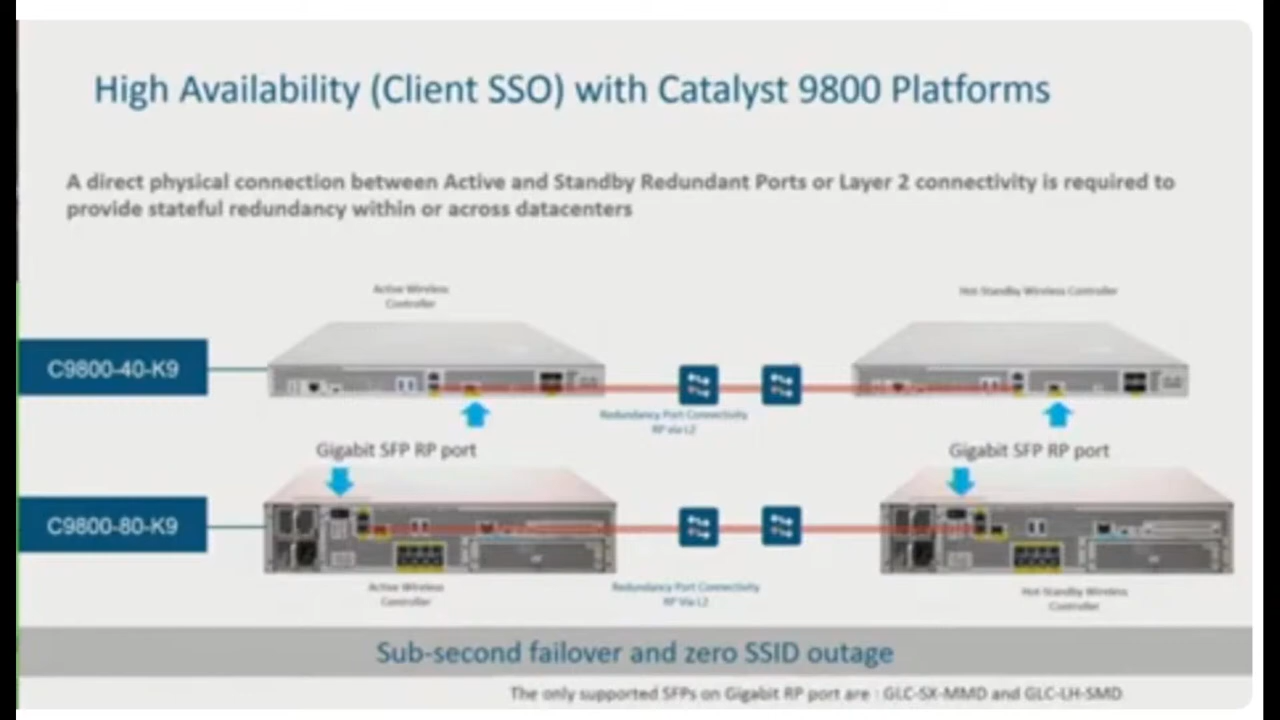 High Availability (Client SSO) with Catalyst 9800 Platforms
A direct physical connection between Active and Standby Redundant Ports or Layer 2 connectivity is required to
provide stateful redundancy within or across datacenters
Active Wireless
Controller
Hot Standby Wireless Controller
C9800-40-K9
Redundancy Port Connectivity
RP via L2
Gigabit SFP RP port
Gigabit SFP RP port
C9800-80-K9
Active Wireless
Controller
Redundancy Port Connectivity
RP Via L2
Hot Standby Wireless
Controller
Sub-second failover and zero SSID outage
The only supported SFPs on Gigabit RP port are : GLC-SX-MMD and GLC-LH-SMD